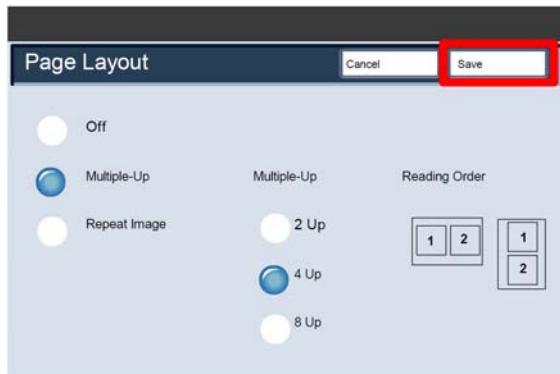 Page Layout
Cancel
Save
Off
Multiple-Up
Multiple-Up
Reading Order
Repeat Image
2 Up
1 2
1
2
4 Up
8 Up